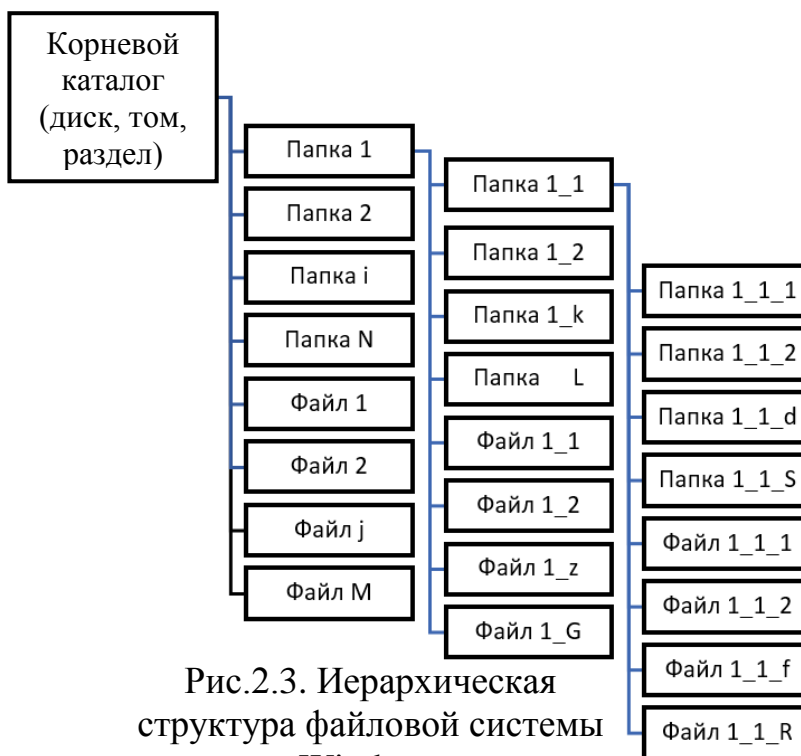 Корневой
каталог
(диск, том,
раздел)
Папка 1
Папка 2
Папка i
Папка N
Файл 1
Файл 2
Файл j
Файл M
Папка 1_1
Папка 1_2
Папка 1_k
Папка L
Файл 1_1
Файл 1_2
Файл 1_z
Файл 1_G
Папка 1_1_1
Папка 1_1_2
Папка 1_1_d
Папка 1_1_S
Файл 1_1_1
Файл 1_1_2
Файл 1_1_f
Файл 1_1_R
Рис.2.3. Иерархическая
структура файловой системы